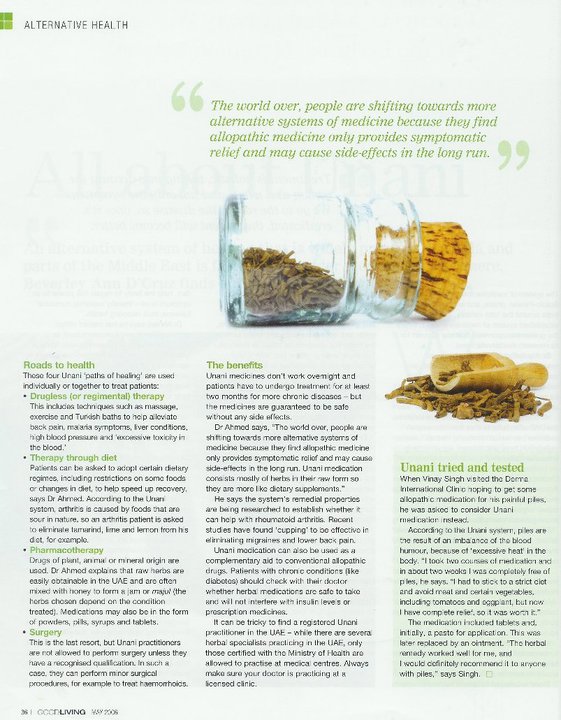 ALTERNATIVE HEALTH
“ The world over, people are shifting towards more
alternative systems of medicine because they find
allopathic medicine only provides symptomatic
relief and may cause side-effects in the long run. ”
Roads to health
These four Unani ‘paths of healing’ are used
individually or together to treat patients:
• Drugless (or regimental) therapy
This includes techniques such as massage,
exercise and Turkish baths to help alleviate
back pain, malaria symptoms, liver conditions,
high blood pressure and ‘excessive toxicity in
the blood.’
• Therapy through diet
Patients can be asked to adopt certain dietary
regimes, including restrictions on some foods
or changes in diet, to help speed up recovery,
says Dr Ahmed. According to the Unani
system, arthritis is caused by foods that are
sour in nature, so an arthritis patient is asked
to eliminate tamarind, lime and lemon from his
diet, for example.
• Pharmacotherapy
Drugs of plant, animal or mineral origin are
used. Dr Ahmed explains that raw herbs are
easily obtainable in the UAE and are often
mixed with honey to form a jam or majul (the
herbs chosen depend on the condition
treated). Medications may also be in the form
of powders, pills, syrups and tablets.
• Surgery
This is the last resort, but Unani practitioners
are not allowed to perform surgery unless they
have a recognised qualification. In such a
case, they can perform minor surgical
procedures, for example to treat haemorrhoids.
The benefits
Unani medicines don’t work overnight and
patients have to undergo treatment for at least
two months for more chronic diseases – but
the medicines are guaranteed to be safe
without any side effects.
Dr Ahmed says, “The world over, people are
shifting towards more alternative systems of
medicine because they find allopathic medicine
only provides symptomatic relief and may cause
side-effects in the long run. Unani medication
consists mostly of herbs in their raw form so
they are more like dietary supplements.”
He says the system’s remedial properties
are being researched to establish whether it
can help with rheumatoid arthritis. Recent
studies have found ‘cupping’ to be effective in
eliminating migraines and lower back pain.
Unani medication can also be used as a
complementary aid to conventional allopathic
drugs. Patients with chronic conditions (like
diabetes) should check with their doctor
whether herbal medications are safe to take
and will not interfere with insulin levels or
prescription medicines.
It can be tricky to find a registered Unani
practitioner in the UAE – while there are several
herbal specialists practicing in the UAE, only
those certified with the Ministry of Health are
allowed to practise at medical centres. Always
make sure your doctor is practicing at a
licensed clinic.
Unani tried and tested
When Vinay Singh visited the Derma
International Clinic hoping to get some
allopathic medication for his painful piles,
he was asked to consider Unani
medication instead.
According to the Unani system, piles are
the result of an imbalance of the blood
humour, because of ‘excessive heat’ in the
body. “I took two courses of medication and
in about two weeks I was completely free of
piles, he says. “I had to stick to a strict diet
and avoid meat and certain vegetables,
including tomatoes and eggplant, but now
I have complete relief, so it was worth it.”
The medication included tablets and,
initially, a paste for application. This was
later replaced by an ointment. “The herbal
remedy worked well for me, and
I would definitely recommend it to anyone
with piles,” says Singh.
36 | GOODLIVING MAY 2008